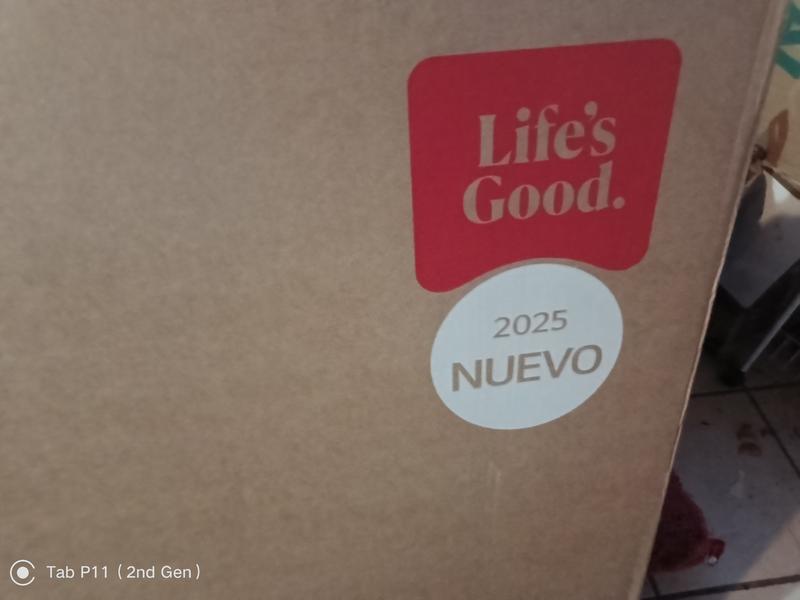 Life's
Good.
2025
NUEVO
Tab P11 (2nd Gen)